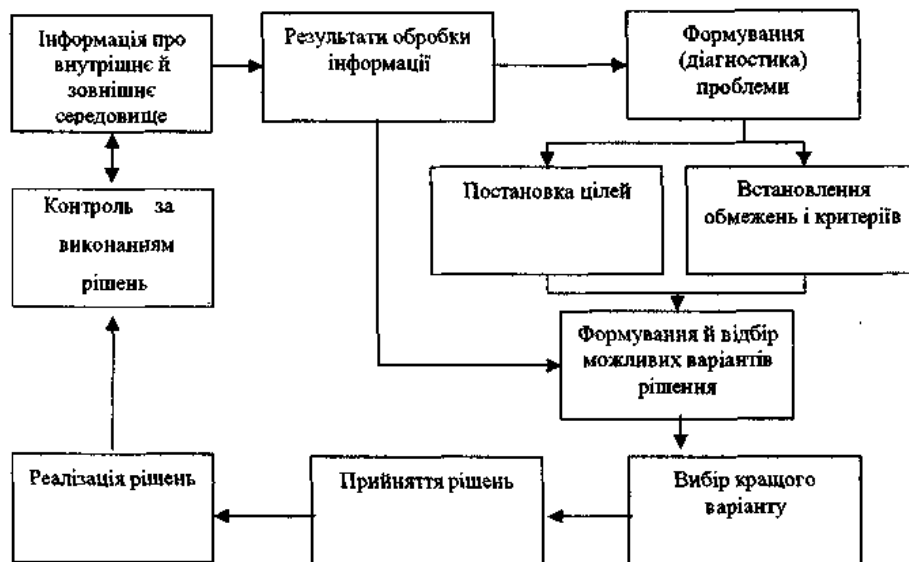 Інформація про
внутрішнє й
зовнішнє
середовище
Результати обробки
інформації
Формування
(діагностика)
проблеми
Постановка цілей
Встановлення
обмежень і критеріїв
Контроль за
виконанням
рішень
Формування й відбір
можливих варіантів
рішення
Реалізація рішень
Прийняття рішень
Вибір кращого
варіанту